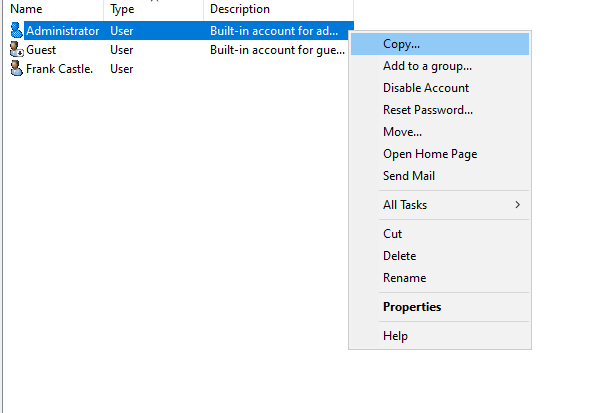 Name Type Description
Administrator User Built-in account for ad...
Guest User Built-in account for gue...
Frank Castle. User
Copy...
Add to a group...
Disable Account
Reset Password...
Move...
Open Home Page
Send Mail
All Tasks
Cut
Delete
Rename
Properties
Help